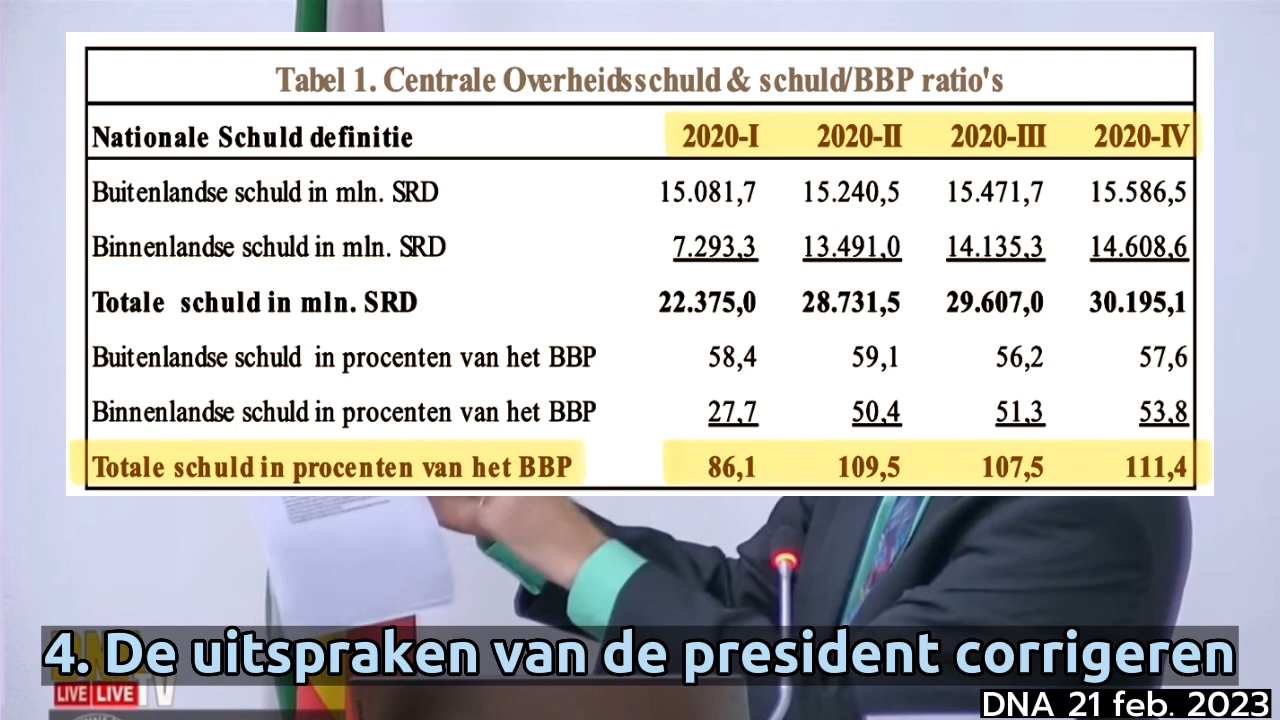 Tabel 1. Centrale Overheidsschuld & schuld/BBP ratio's
Nationale Schuld definitie 2020-I 2020-II 2020-III 2020-IV
Buitenlandse schuld in mln. SRD 15.081,7 15.240,5 15.471,7 15.586,5
Binnenlandse schuld in mln. SRD 7.293,3 13.491,0 14.135,3 14.608,6
Totale schuld in mln. SRD 22.375,0 28.731,5 29.607,0 30.195,1
Buitenlandse schuld in procenten van het BBP 58,4 59,1 56,2 57,6
Binnenlandse schuld in procenten van het BBP 27,7 50,4 51,3 53,8
Totale schuld in procenten van het BBP 86,1 109,5 107,5 111,4
4. De uitspraken van de president corrigeren
LIVE LIVE TV
DNA 21 feb. 2023